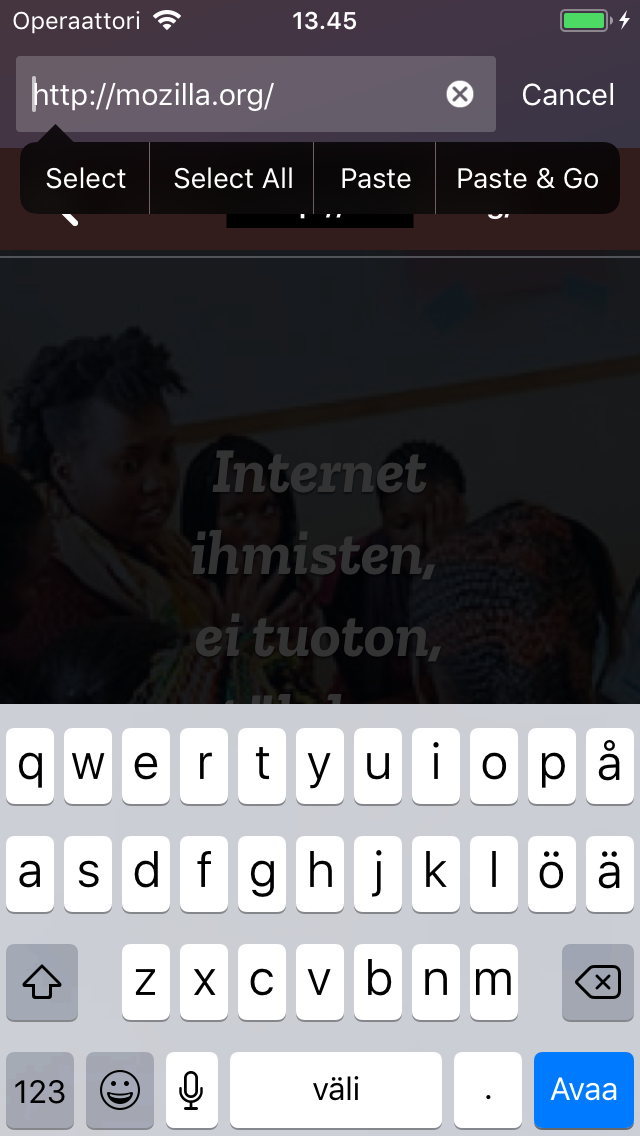 Operaattori 13.45
http://mozilla.org/ Cancel
Select Select All Paste Paste & Go
Internet
ihmisten,
ei tuoton,
q w e r t y u i o p å
a s d f g h j k l ö ä
z x c v b n m
123 väli . Avaa